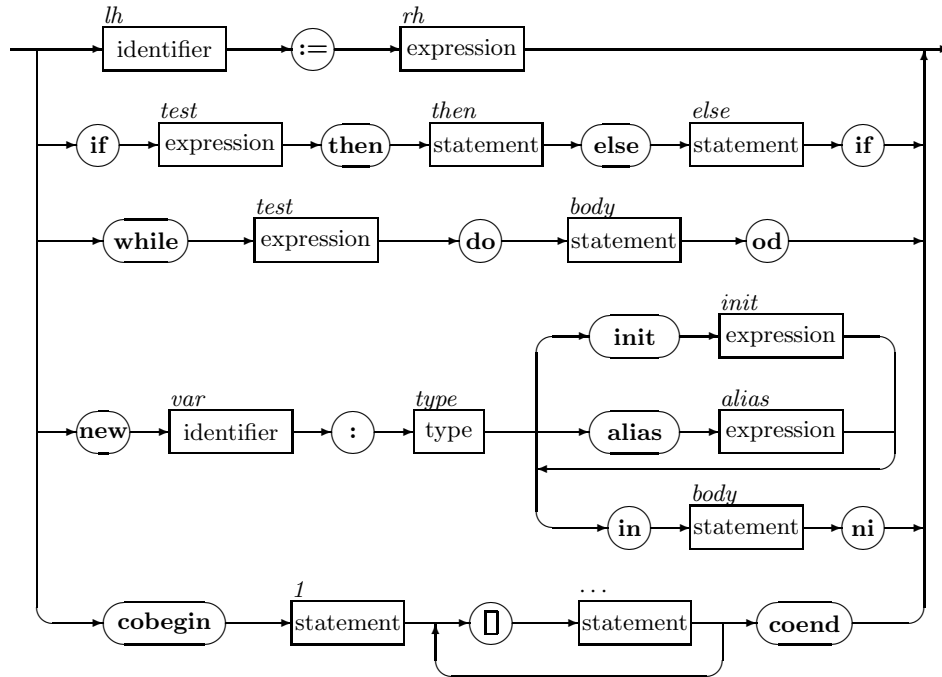 lh rh
identifier := expression
test then else
if expression then statement else statement if
test body
while expression do statement od
init
init expression
var type alias
new identifier : type alias expression
body
in statement ni
1 ...
cobegin statement [] statement coend